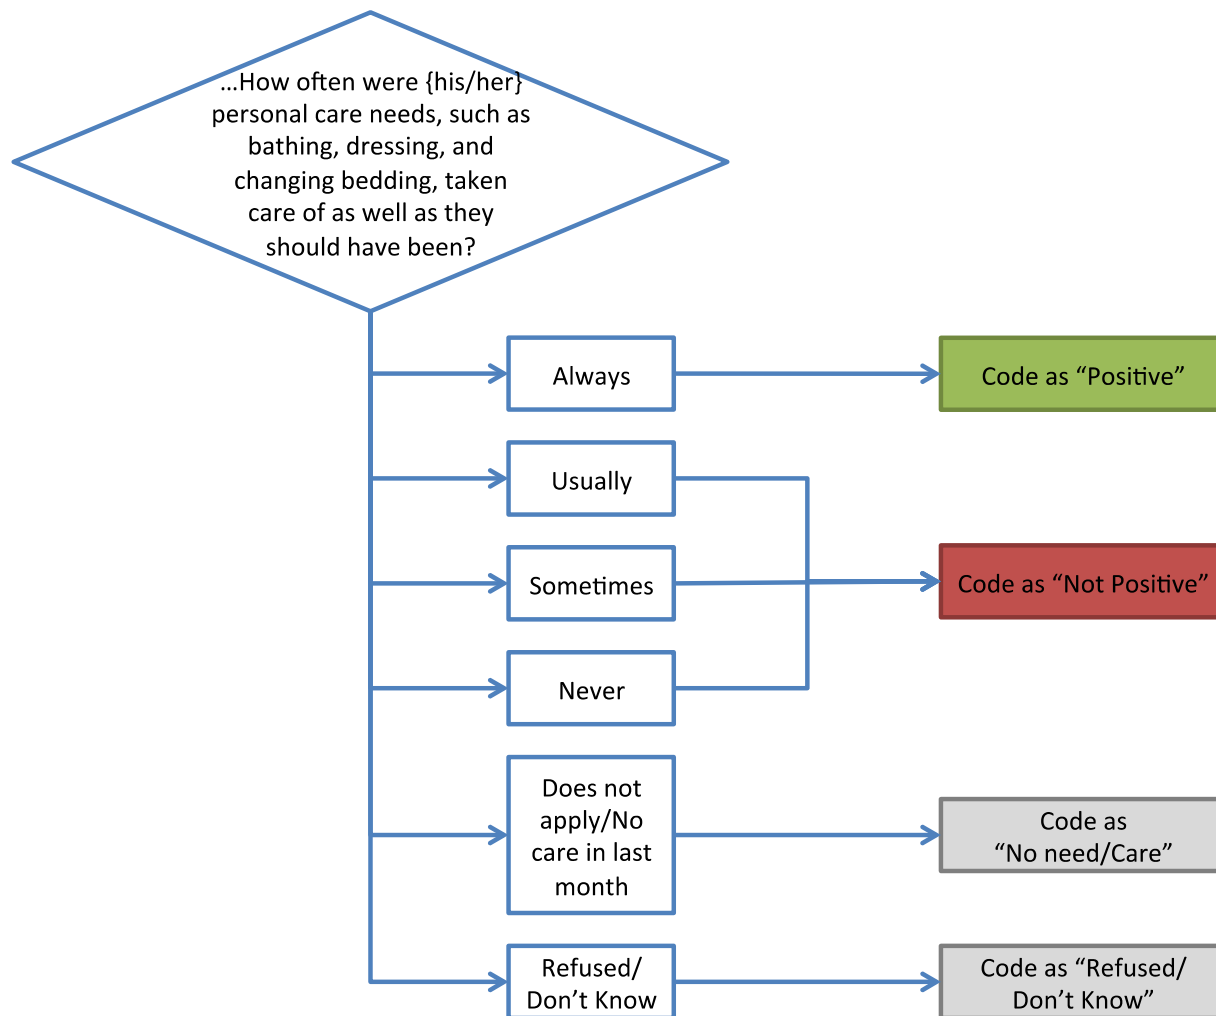 ...How often were {his/her}
personal care needs, such as
bathing, dressing, and
changing bedding, taken
care of as well as they
should have been?
Always
Code as “Positive”
Usually
Sometimes
Code as “Not Positive”
Never
Does not
apply/No
care in last
month
Code as
“No need/Care”
Refused/
Don’t Know
Code as “Refused/
Don’t Know”